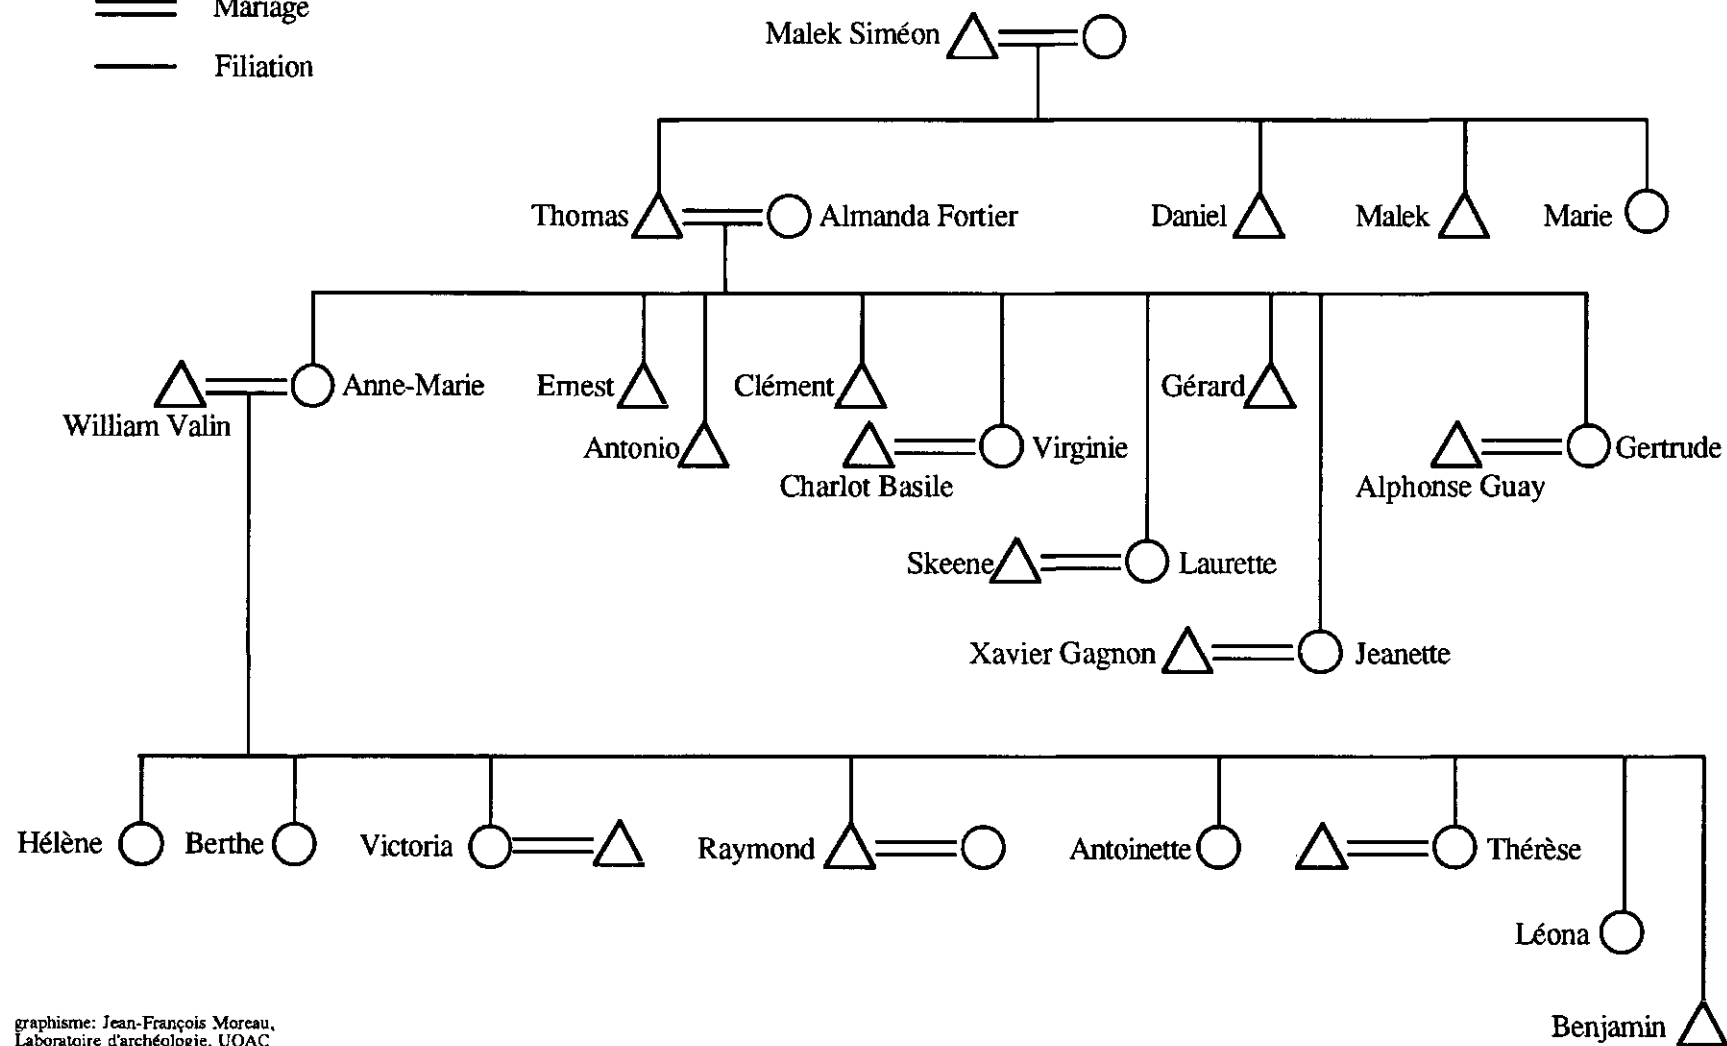 Mariage
Filiation
Malek Siméon
Thomas
Almanda Fortier
Daniel
Malek
Marie
Anne-Marie
Ernest
Clément
Gérard
William Valin
Antonio
Virginie
Gertrude
Charlot Basile
Alphonse Guay
Skeene
Laurette
Xavier Gagnon
Jeanette
Hélène
Berthe
Victoria
Raymond
Antoinette
Thérèse
Léona
Benjamin
graphisme: Jean-François Moreau,
Laboratoire d'archéologie, UQAC